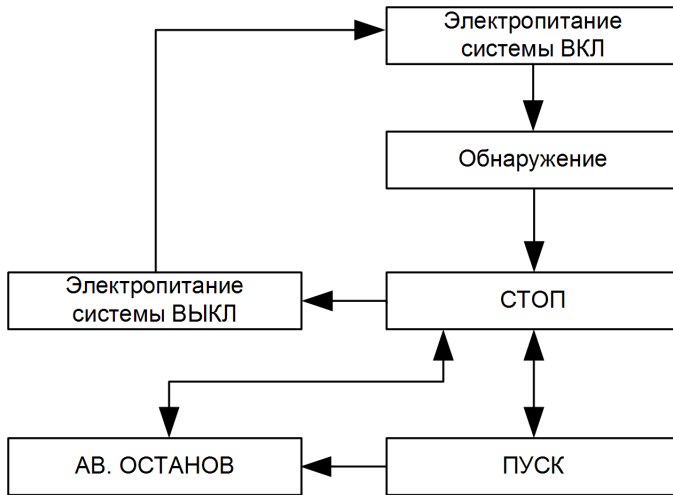 Электропитание
системы ВКЛ
Обнаружение
Электропитание
системы ВЫКЛ
СТОП
АВ. ОСТАНОВ
ПУСК